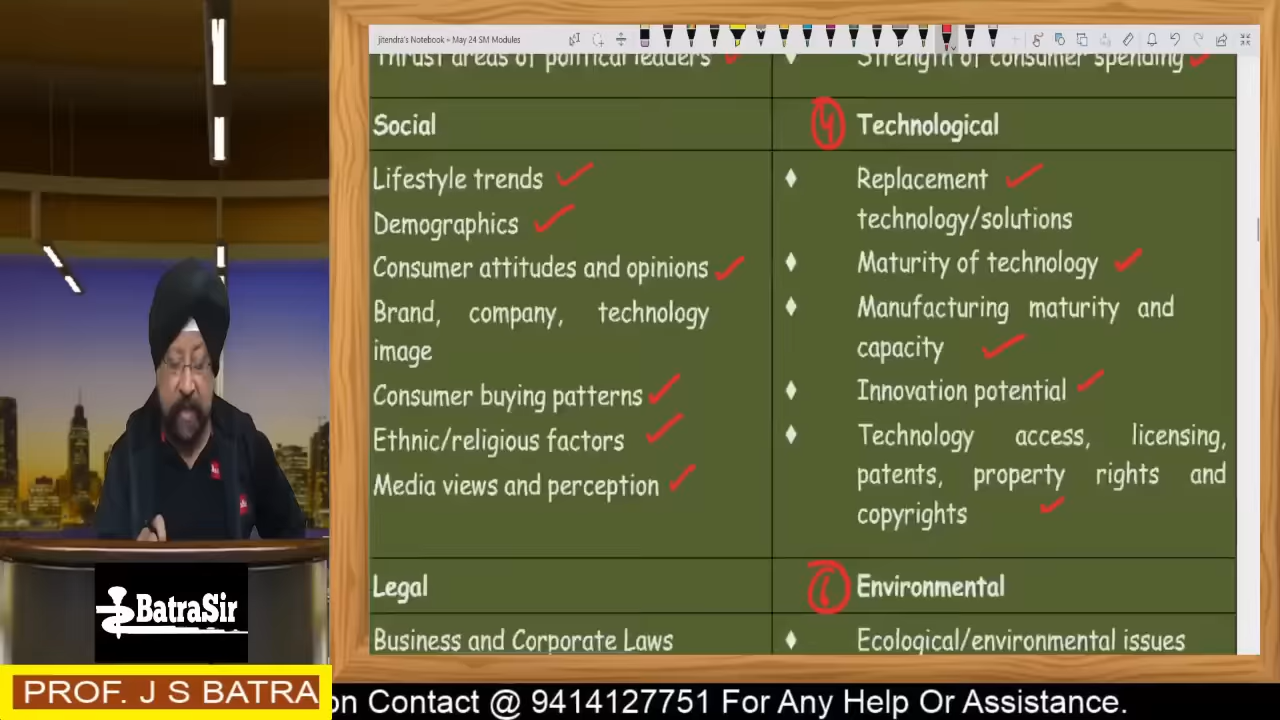 jitendra's Notebook » May 24 SM Modules
Thrust areas of political leaders
Strength of consumer spending
Social
Lifestyle trends
Demographics
Consumer attitudes and opinions
Brand, company, technology
image
Consumer buying patterns
Ethnic/religious factors
Media views and perception
4 Technological
Replacement
technology/solutions
Maturity of technology
Manufacturing maturity and
capacity
Innovation potential
Technology access, licensing,
patents, property rights and
copyrights
Legal
Business and Corporate Laws
6 Environmental
Ecological/environmental issues
BatraSir
PROF. J S BATRA
on Contact @ 9414127751 For Any Help Or Assistance.